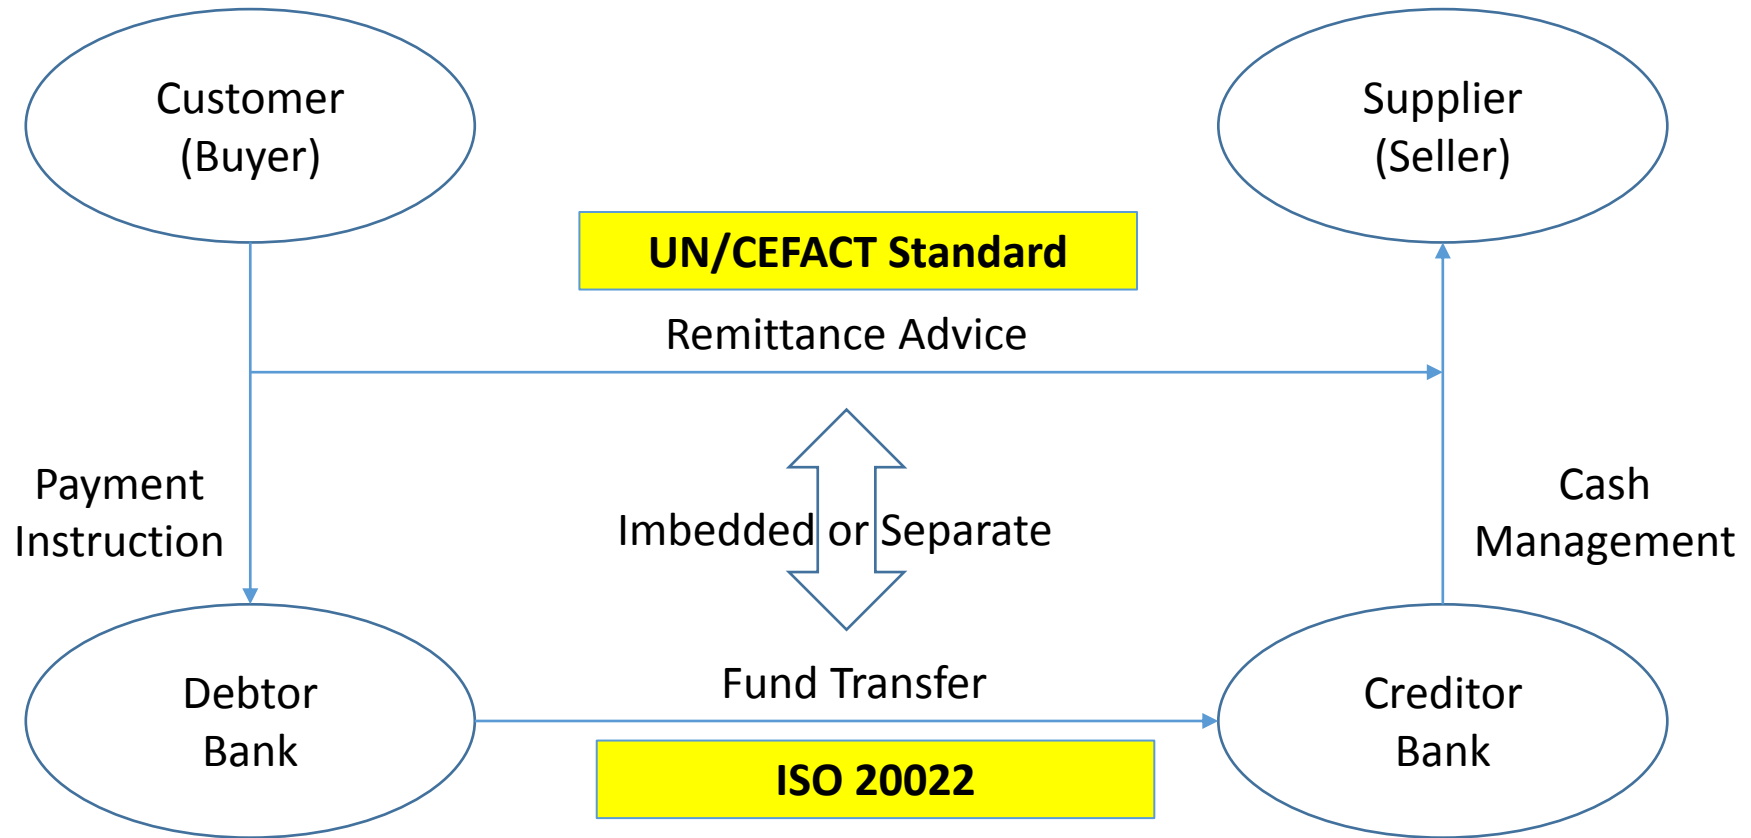 Customer
(Buyer)
Supplier
(Seller)
UN/CEFACT Standard
Remittance Advice
Payment
Instruction
Imbedded or Separate
Cash
Management
Debtor
Bank
Fund Transfer
Creditor
Bank
ISO 20022